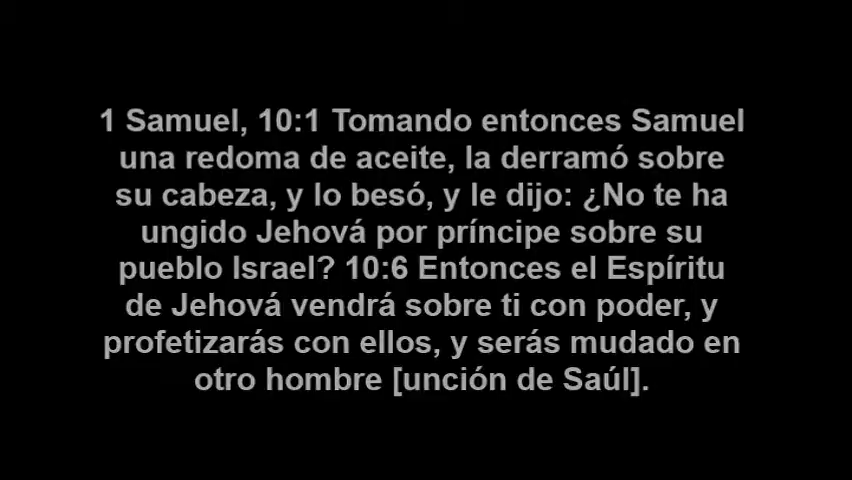 1 Samuel, 10:1 Tomando entonces Samuel
una redoma de aceite, la derramó sobre
su cabeza, y lo besó, y le dijo: ¿No te ha
ungido Jehová por príncipe sobre su
pueblo Israel? 10:6 Entonces el Espíritu
de Jehová vendrá sobre ti con poder, y
profetizarás con ellos, y serás mudado en
otro hombre [unción de Saúl].